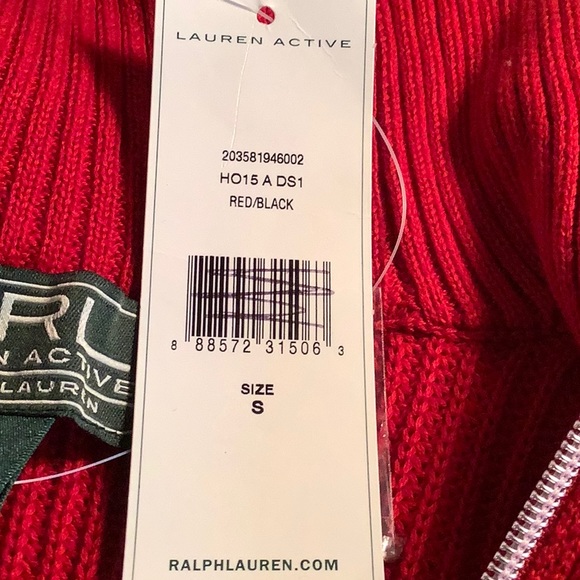 LAUREN ACTIVE
203581946002
HO15 A DS1
RED/BLACK
8 88572 31506 3
SIZE
S
RALPHLAUREN.COM
RL
N ACTIVE
LAUREN